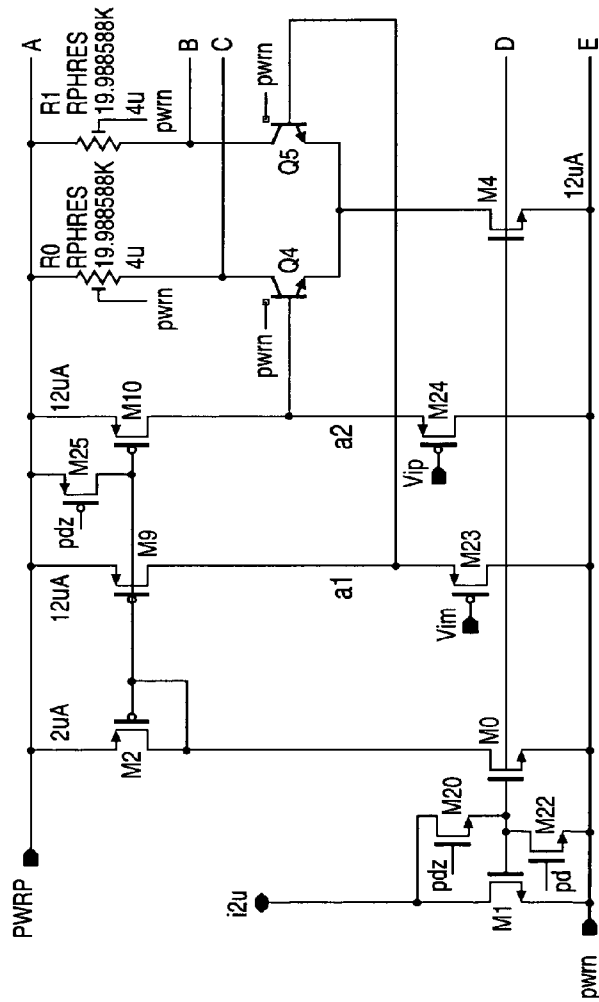 A
R1
RPHRES
19.988588K
4u
pwrn
B
C
R0
RPHRES
19.988588K
4u
pwrn
pwrn
Q5
pwrn
Q4
D
E
M4
12uA
12uA
M10
M25
pdz
a2
M24
Vip
12uA
M9
a1
M23
Vim
2uA
M2
M0
PWRP
i2u
M20
pdz
M22
pd
M1
pwrn